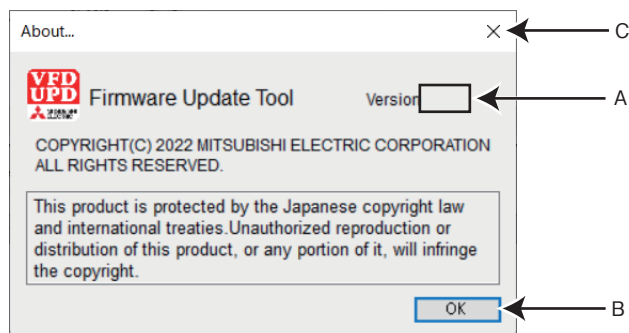 About...
C
VFD
UPD
Firmware Update Tool
Version
A
MITSUBISHI
ELECTRIC
COPYRIGHT(C) 2022 MITSUBISHI ELECTRIC CORPORATION
ALL RIGHTS RESERVED.
This product is protected by the Japanese copyright law
and international treaties.Unauthorized reproduction or
distribution of this product, or any portion of it, will infringe
the copyright.
OK
B